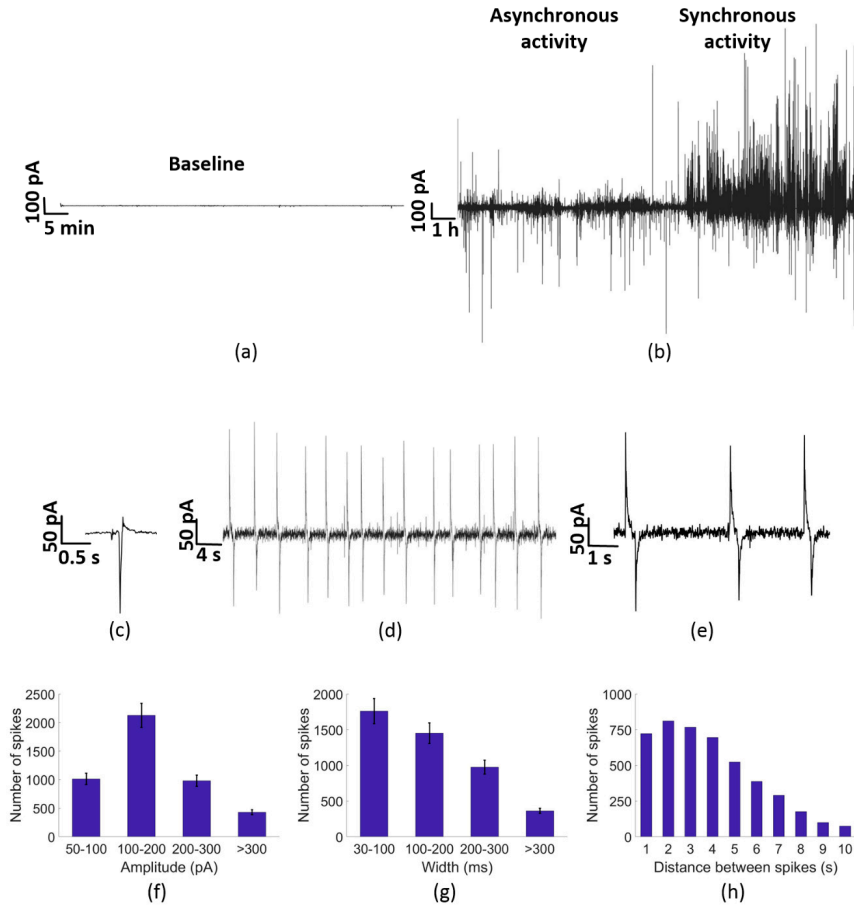 Asynchronous activity
Synchronous activity
Baseline
100 pA
5 min
100 pA
1 h
(a)
(b)
50 pA
0.5 s
50 pA
4 s
50 pA
1 s
(c)
(d)
(e)
Number of spikes
2500
2000
1500
1000
500
0
50-100 100-200 200-300 >300
Amplitude (pA)
(f)
Number of spikes
2000
1500
1000
500
0
30-100 100-200 200-300 >300
Width (ms)
(g)
Number of spikes
1000
750
500
250
0
1 2 3 4 5 6 7 8 9 10
Distance between spikes (s)
(h)